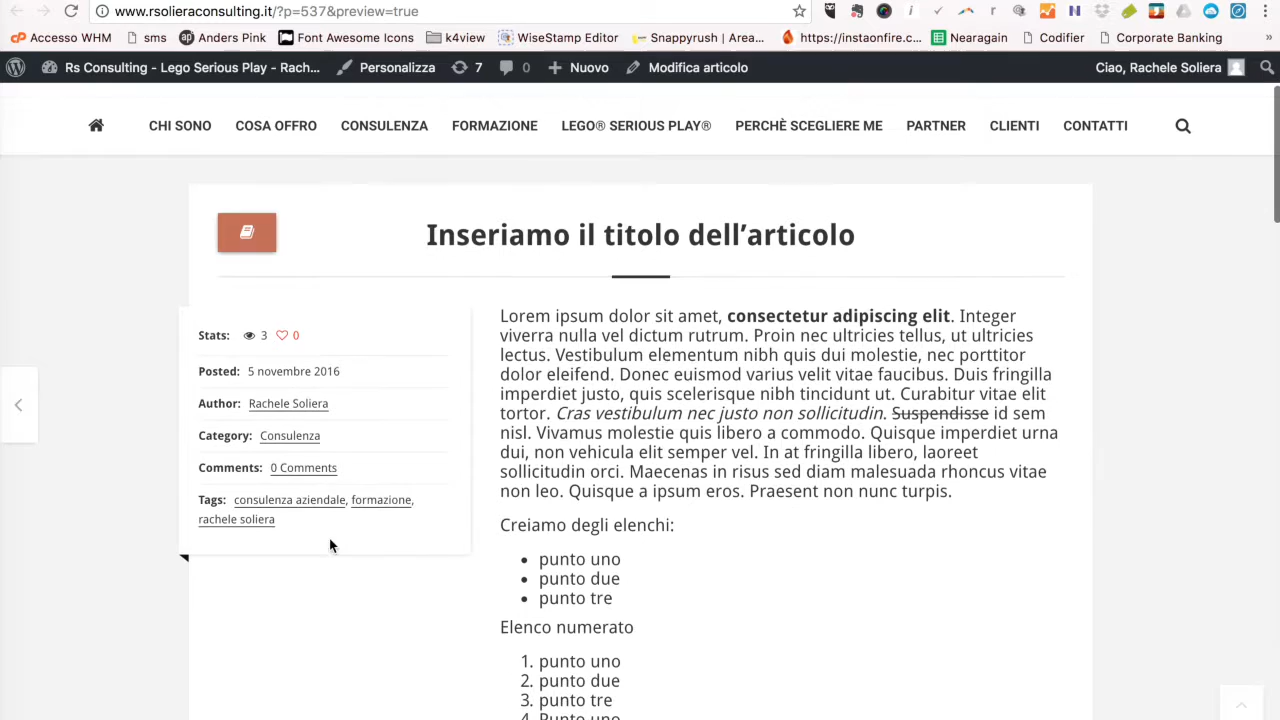 www.rsolieraconsulting.it/?p=537&preview=true
Accesso WHM sms Anders Pink Font Awesome Icons k4view WiseStamp Editor Snappyrush | Area... https://instaonfire.c... Nearagain Codifier Corporate Banking »
Rs Consulting - Lego Serious Play - Rach... Personalizza 7 0 Nuovo Modifica articolo Ciao, Rachele Soliera
CHI SONO COSA OFFRO CONSULENZA FORMAZIONE LEGO® SERIOUS PLAY® PERCHÈ SCEGLIERE ME PARTNER CLIENTI CONTATTI
Inseriamo il titolo dell’articolo
Stats: 3 0
Posted: 5 novembre 2016
Author: Rachele Soliera
Category: Consulenza
Comments: 0 Comments
Tags: consulenza aziendale, formazione,
rachele soliera
Lorem ipsum dolor sit amet, consectetur adipiscing elit. Integer
viverra nulla vel dictum rutrum. Proin nec ultricies tellus, ut ultricies
lectus. Vestibulum elementum nibh quis dui molestie, nec porttitor
dolor eleifend. Donec euismod varius velit vitae faucibus. Duis fringilla
imperdiet justo, quis scelerisque nibh tincidunt ut. Curabitur vitae elit
tortor. Cras vestibulum nec justo non sollicitudin. Suspendisse id sem
nisl. Vivamus molestie quis libero a commodo. Quisque imperdiet urna
dui, non vehicula elit semper vel. In at fringilla libero, laoreet
sollicitudin orci. Maecenas in risus sed diam malesuada rhoncus vitae
non leo. Quisque a ipsum eros. Praesent non nunc turpis.
Creiamo degli elenchi:
• punto uno
• punto due
• punto tre
Elenco numerato
1. punto uno
2. punto due
3. punto tre
4. Punto uno